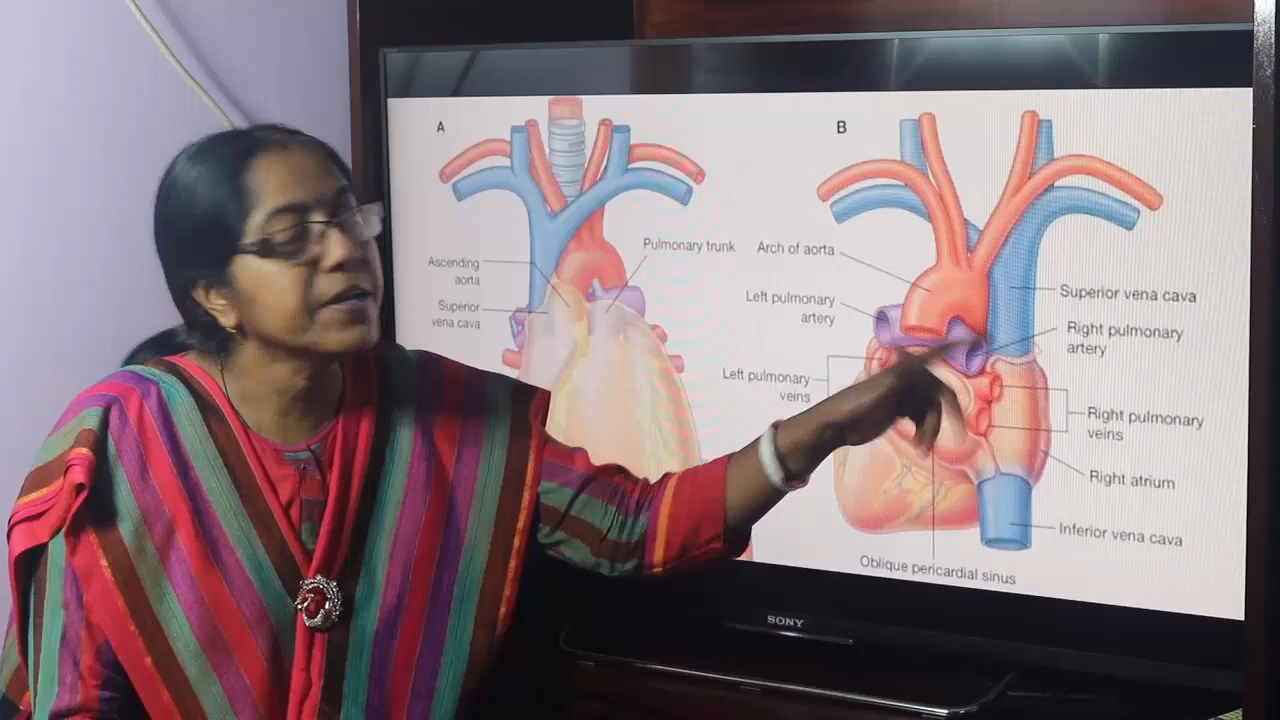 A
Pulmonary trunk
Ascending
aorta
Superior
vena cava
B
Arch of aorta
Left pulmonary
artery
Left pulmonary
veins
Superior vena cava
Right pulmonary
artery
Right pulmonary
veins
Right atrium
Inferior vena cava
Oblique pericardial sinus
SONY